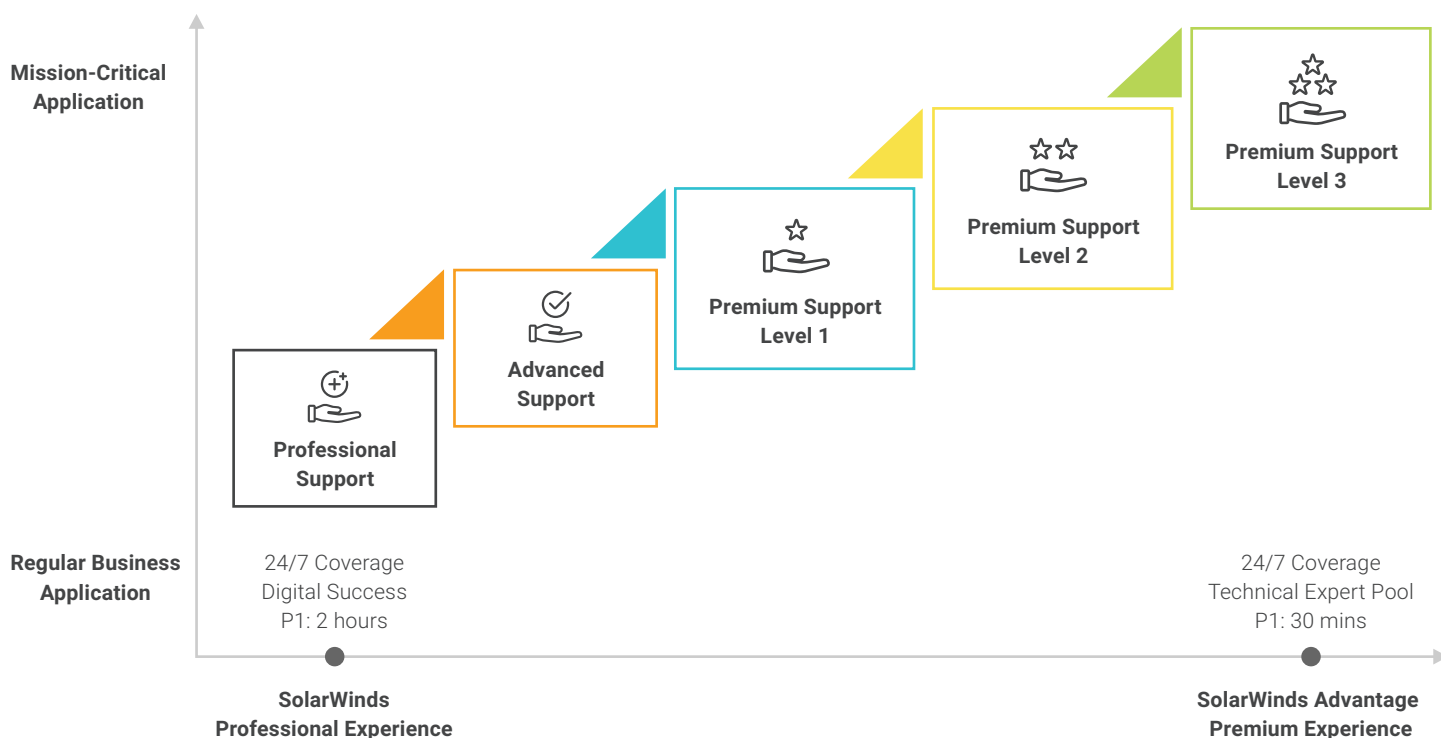 Mission-Critical
Application
Premium Support
Level 3
Premium Support
Level 2
Premium Support
Level 1
Advanced
Support
Professional
Support
Regular Business
Application
24/7 Coverage
Digital Success
P1: 2 hours
24/7 Coverage
Technical Expert Pool
P1: 30 mins
SolarWinds
Professional Experience
SolarWinds Advantage
Premium Experience